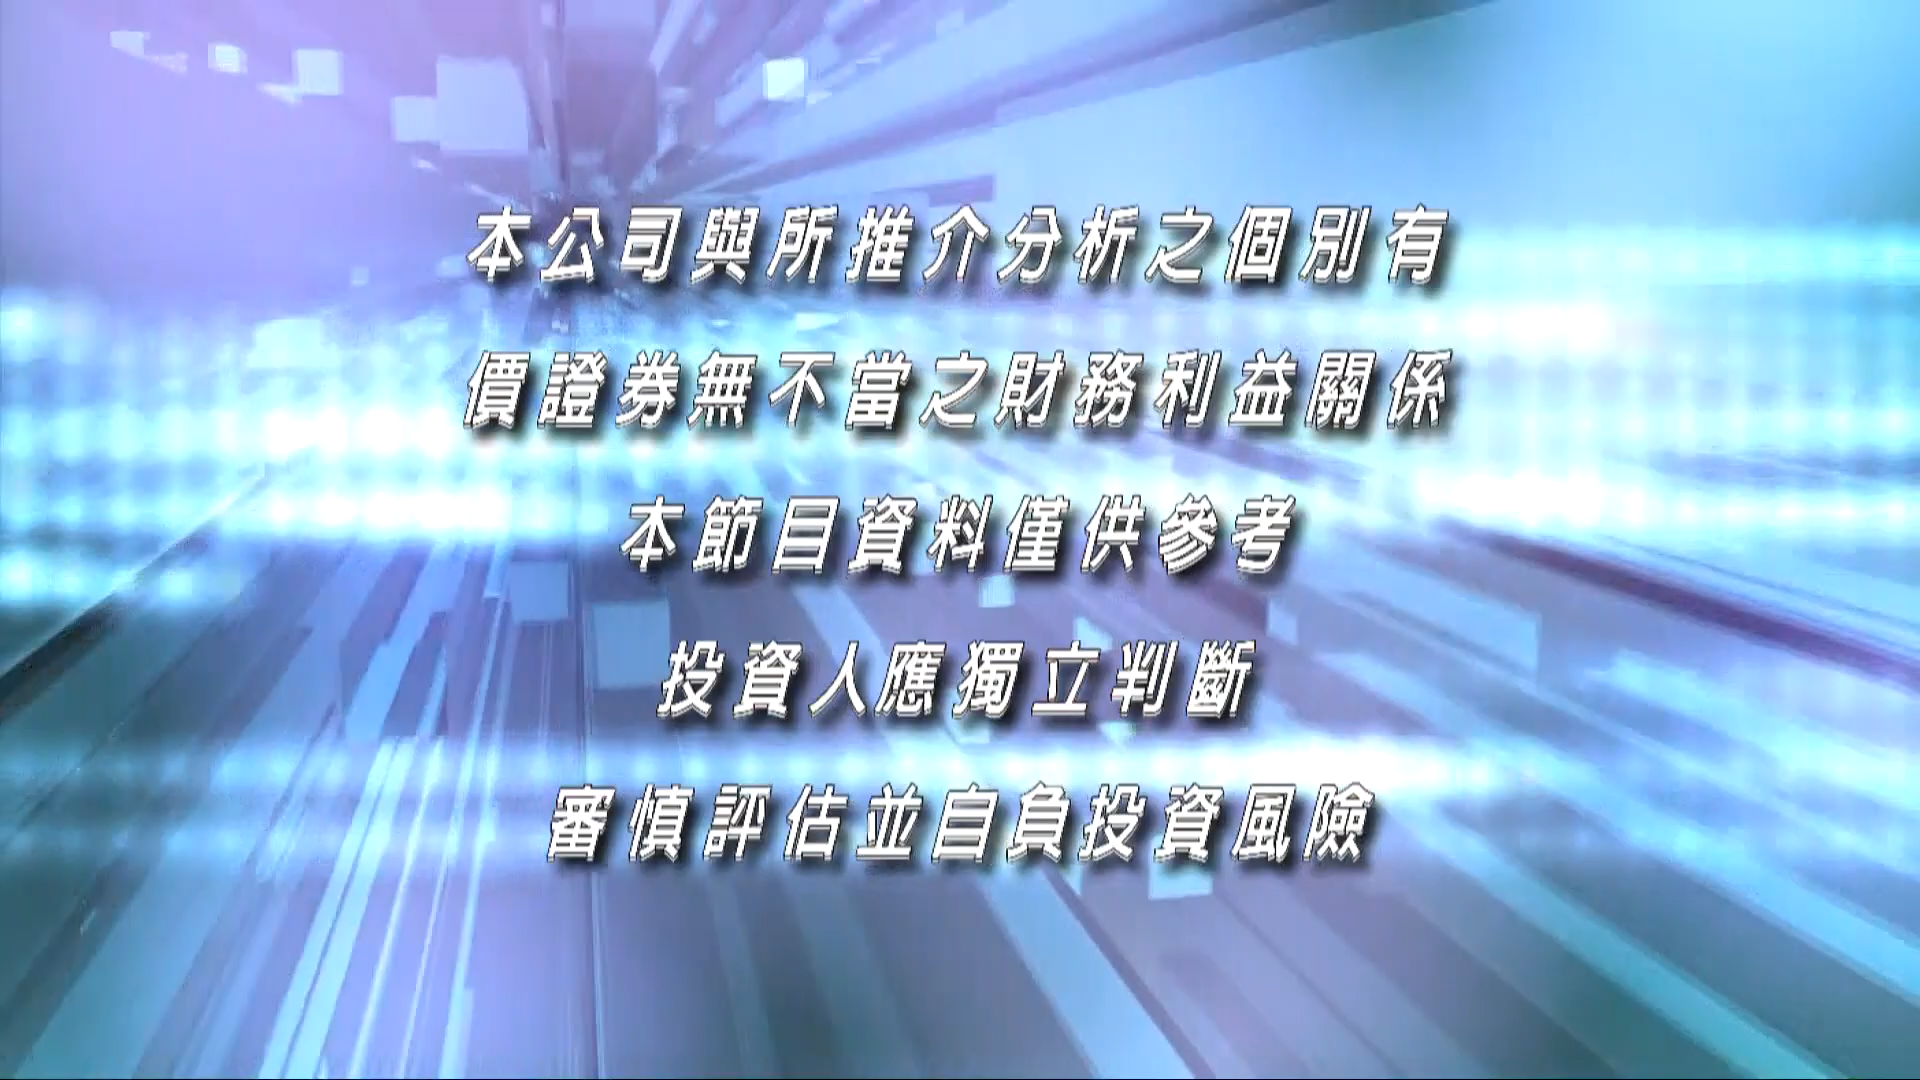 本公司與所推介分析之個別有
價證券無不當之財務利益關係
本節目資料僅供參考
投資人應獨立判斷
審慎評估並自負投資風險